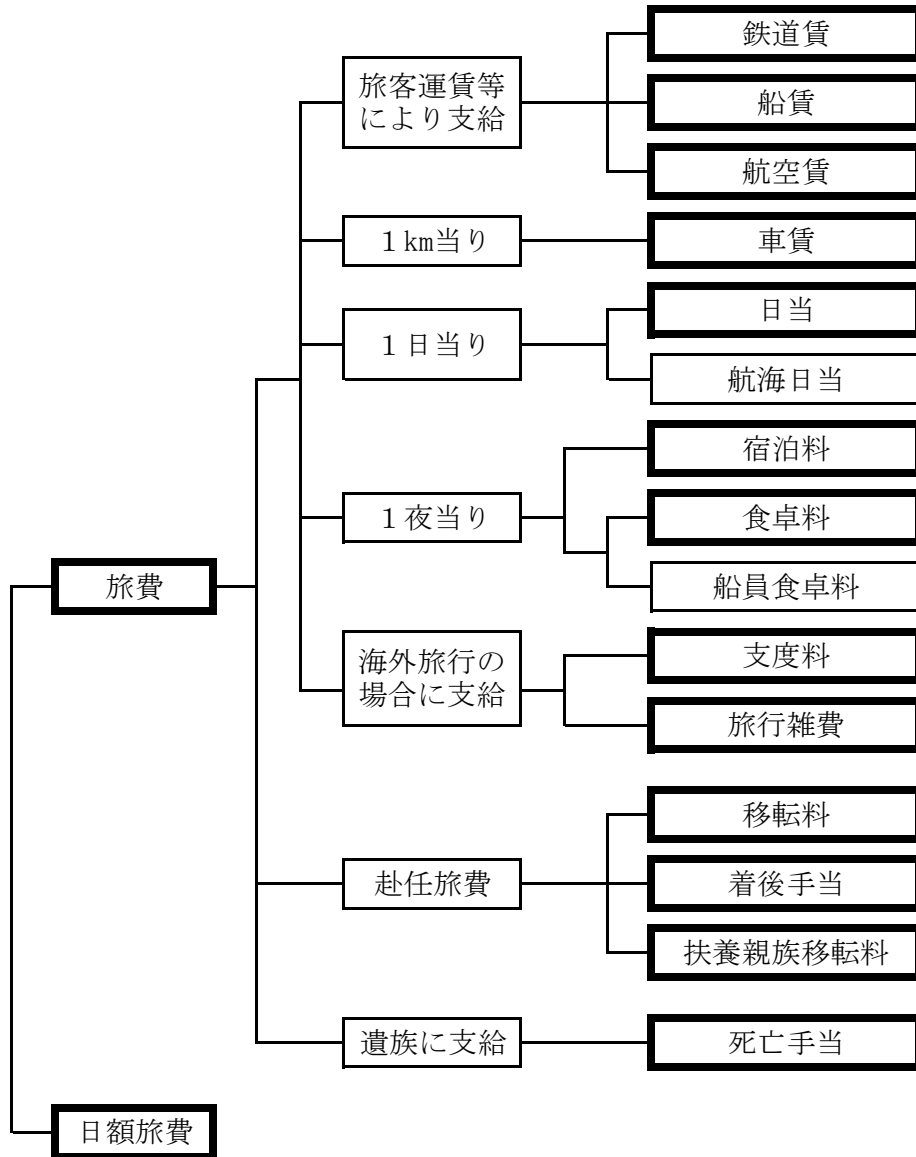 鉄道賃
旅客運賃等
により支給
船賃
航空賃
１㎞当り
車賃
日当
１日当り
航海日当
宿泊料
１夜当り
食卓料
旅費
船員食卓料
海外旅行の
場合に支給
支度料
旅行雑費
移転料
赴任旅費
着後手当
扶養親族移転料
遺族に支給
死亡手当
日額旅費